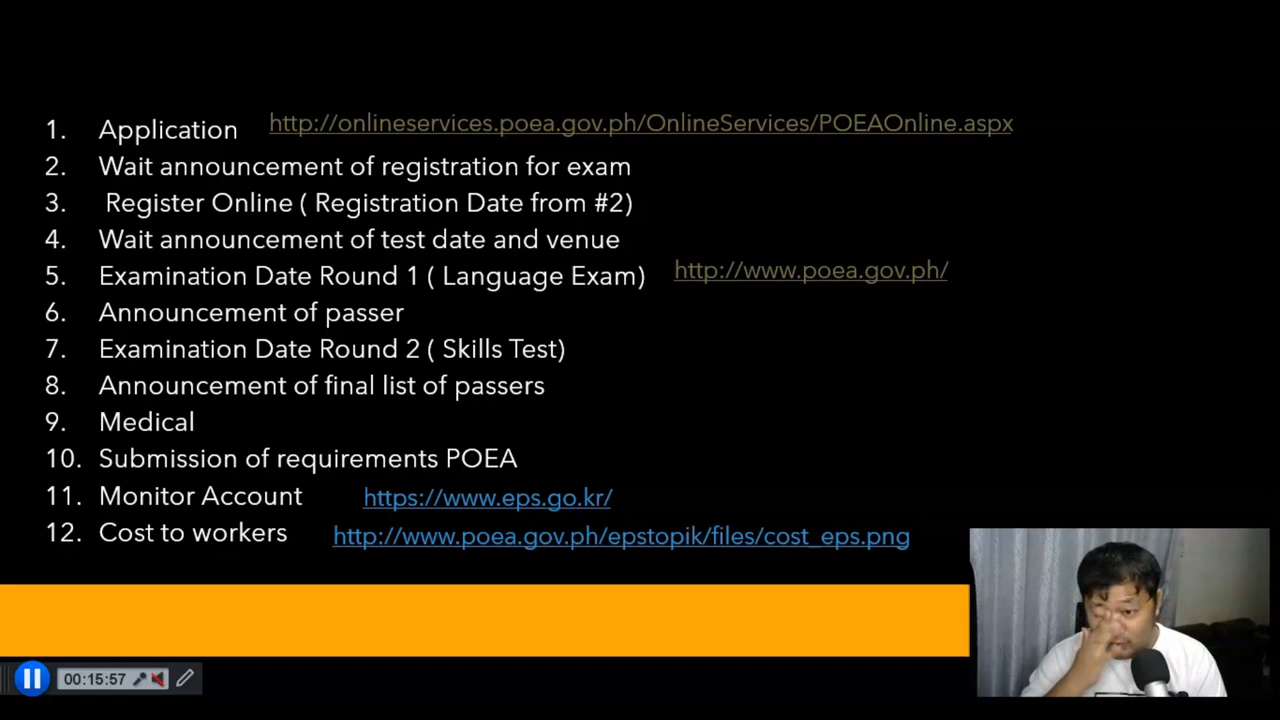 1. Application http://onlineservices.poea.gov.ph/OnlineServices/POEAOnline.aspx
2. Wait announcement of registration for exam
3. Register Online ( Registration Date from #2)
4. Wait announcement of test date and venue
5. Examination Date Round 1 ( Language Exam) http://www.poea.gov.ph/
6. Announcement of passer
7. Examination Date Round 2 ( Skills Test)
8. Announcement of final list of passers
9. Medical
10. Submission of requirements POEA
11. Monitor Account https://www.eps.go.kr/
12. Cost to workers http://www.poea.gov.ph/epstopik/files/cost_eps.png
00:15:57